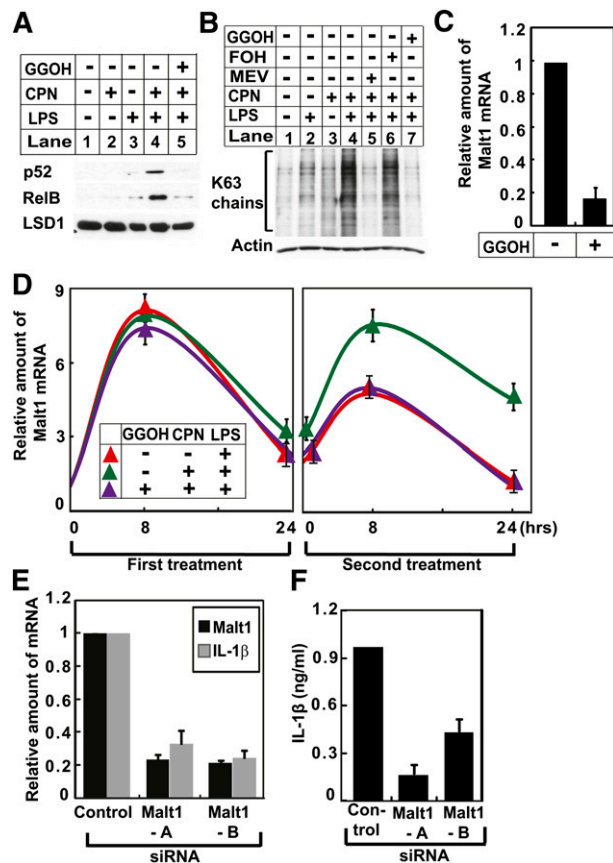 A
GGOH - - - - +
CPN - + - + +
LPS - - + + +
Lane 1 2 3 4 5
p52
RelB
LSD1
B
GGOH - - - - - - +
FOH - - - - - + -
MEV - - - - + - -
CPN - - + + + + +
LPS - + - + + + +
Lane 1 2 3 4 5 6 7
K63
chains
Actin
C
Relative amount of
Malt1 mRNA
1.2
1
0.8
0.6
0.4
0.2
0
GGOH - +
D
Relative amount of
Malt1 mRNA
9
6
3
0
GGOH CPN LPS
- - +
- + +
+ + +
0 8 24 0 8 24 (hrs)
First treatment Second treatment
E
Relative amount of mRNA
1.2
1
0.8
0.6
0.4
0.2
0
Malt1
IL-1β
Control Malt1 Malt1
- A - B
siRNA
F
IL-1β (ng/ml)
1.2
0.9
0.6
0.3
0
Con- Malt1 Malt1
trol - A - B
siRNA